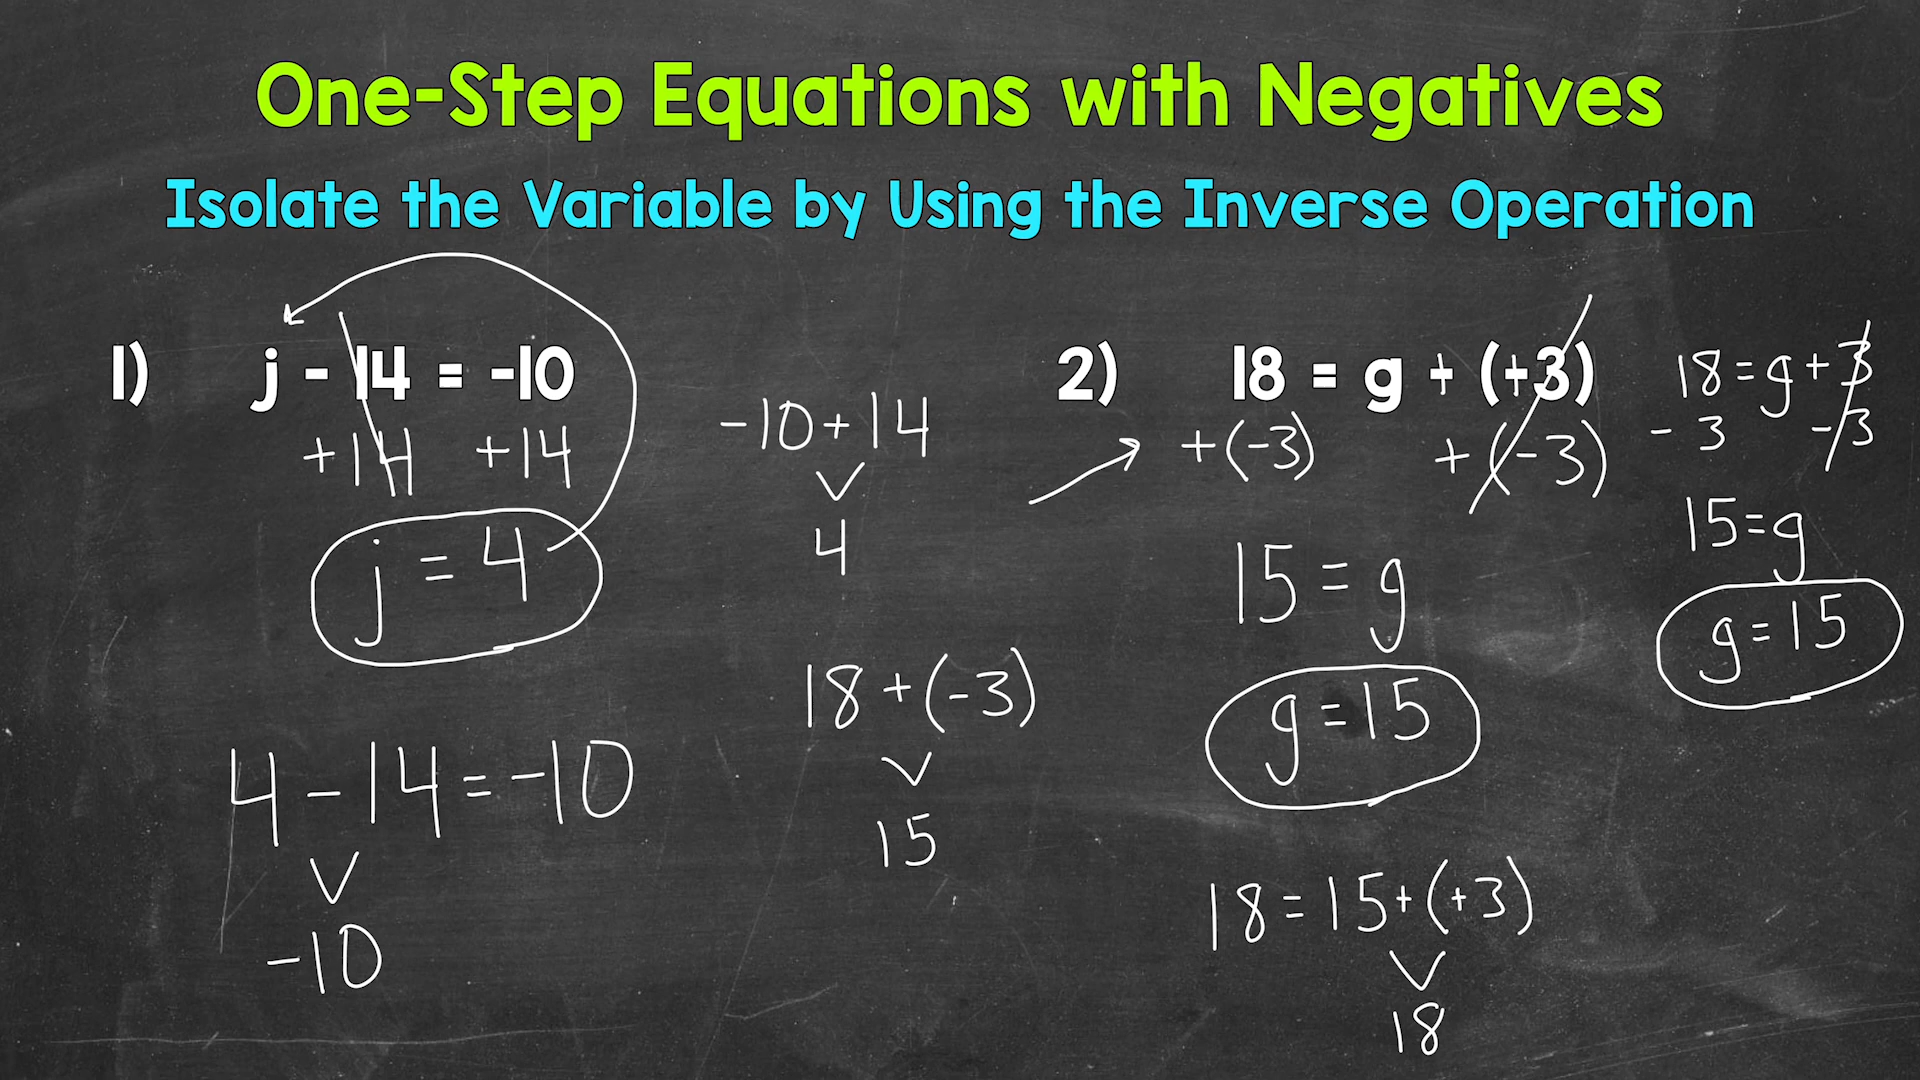 One-Step Equations with Negatives
Isolate the Variable by Using the Inverse Operation
1) j - 14 = -10
+14 +14
j = 4
-10+14
4
4-14=-10
-10
2) 18 = g + (+3)
+(-3) +(-3)
15=g
g=15
18+(-3)
15
18=15+(+3)
18
18=g+3
-3 -3
15=g
g=15